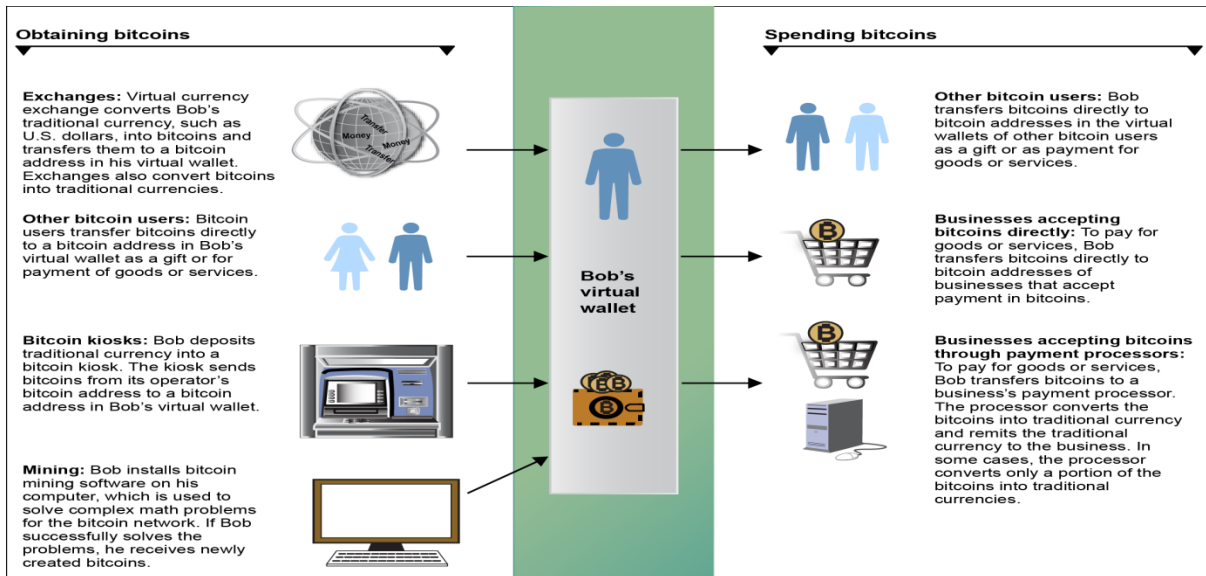 Obtaining bitcoins
Exchanges: Virtual currency
exchange converts Bob's
traditional currency, such as
U.S. dollars, into bitcoins and
transfers them to a bitcoin
address in his virtual wallet.
Exchanges also convert bitcoins
into traditional currencies.
Transfer
Money
Money
Transfer
Other bitcoin users: Bitcoin
users transfer bitcoins directly
to a bitcoin address in Bob's
virtual wallet as a gift or for
payment of goods or services.
Bitcoin kiosks: Bob deposits
traditional currency into a
bitcoin kiosk. The kiosk sends
bitcoins from its operator's
bitcoin address to a bitcoin
address in Bob's virtual wallet.
Mining: Bob installs bitcoin
mining software on his
computer, which is used to
solve complex math problems
for the bitcoin network. If Bob
successfully solves the
problems, he receives newly
created bitcoins.
Bob's
virtual
wallet
Spending bitcoins
Other bitcoin users: Bob
transfers bitcoins directly to
bitcoin addresses in the virtual
wallets of other bitcoin users
as a gift or as payment for
goods or services.
Businesses accepting
bitcoins directly: To pay for
goods or services, Bob
transfers bitcoins directly to
bitcoin addresses of
businesses that accept
payment in bitcoins.
Businesses accepting bitcoins
through payment processors:
To pay for goods or services,
Bob transfers bitcoins to a
business's payment processor.
The processor converts the
bitcoins into traditional currency
and remits the traditional
currency to the business. In
some cases, the processor
converts only a portion of the
bitcoins into traditional
currencies.